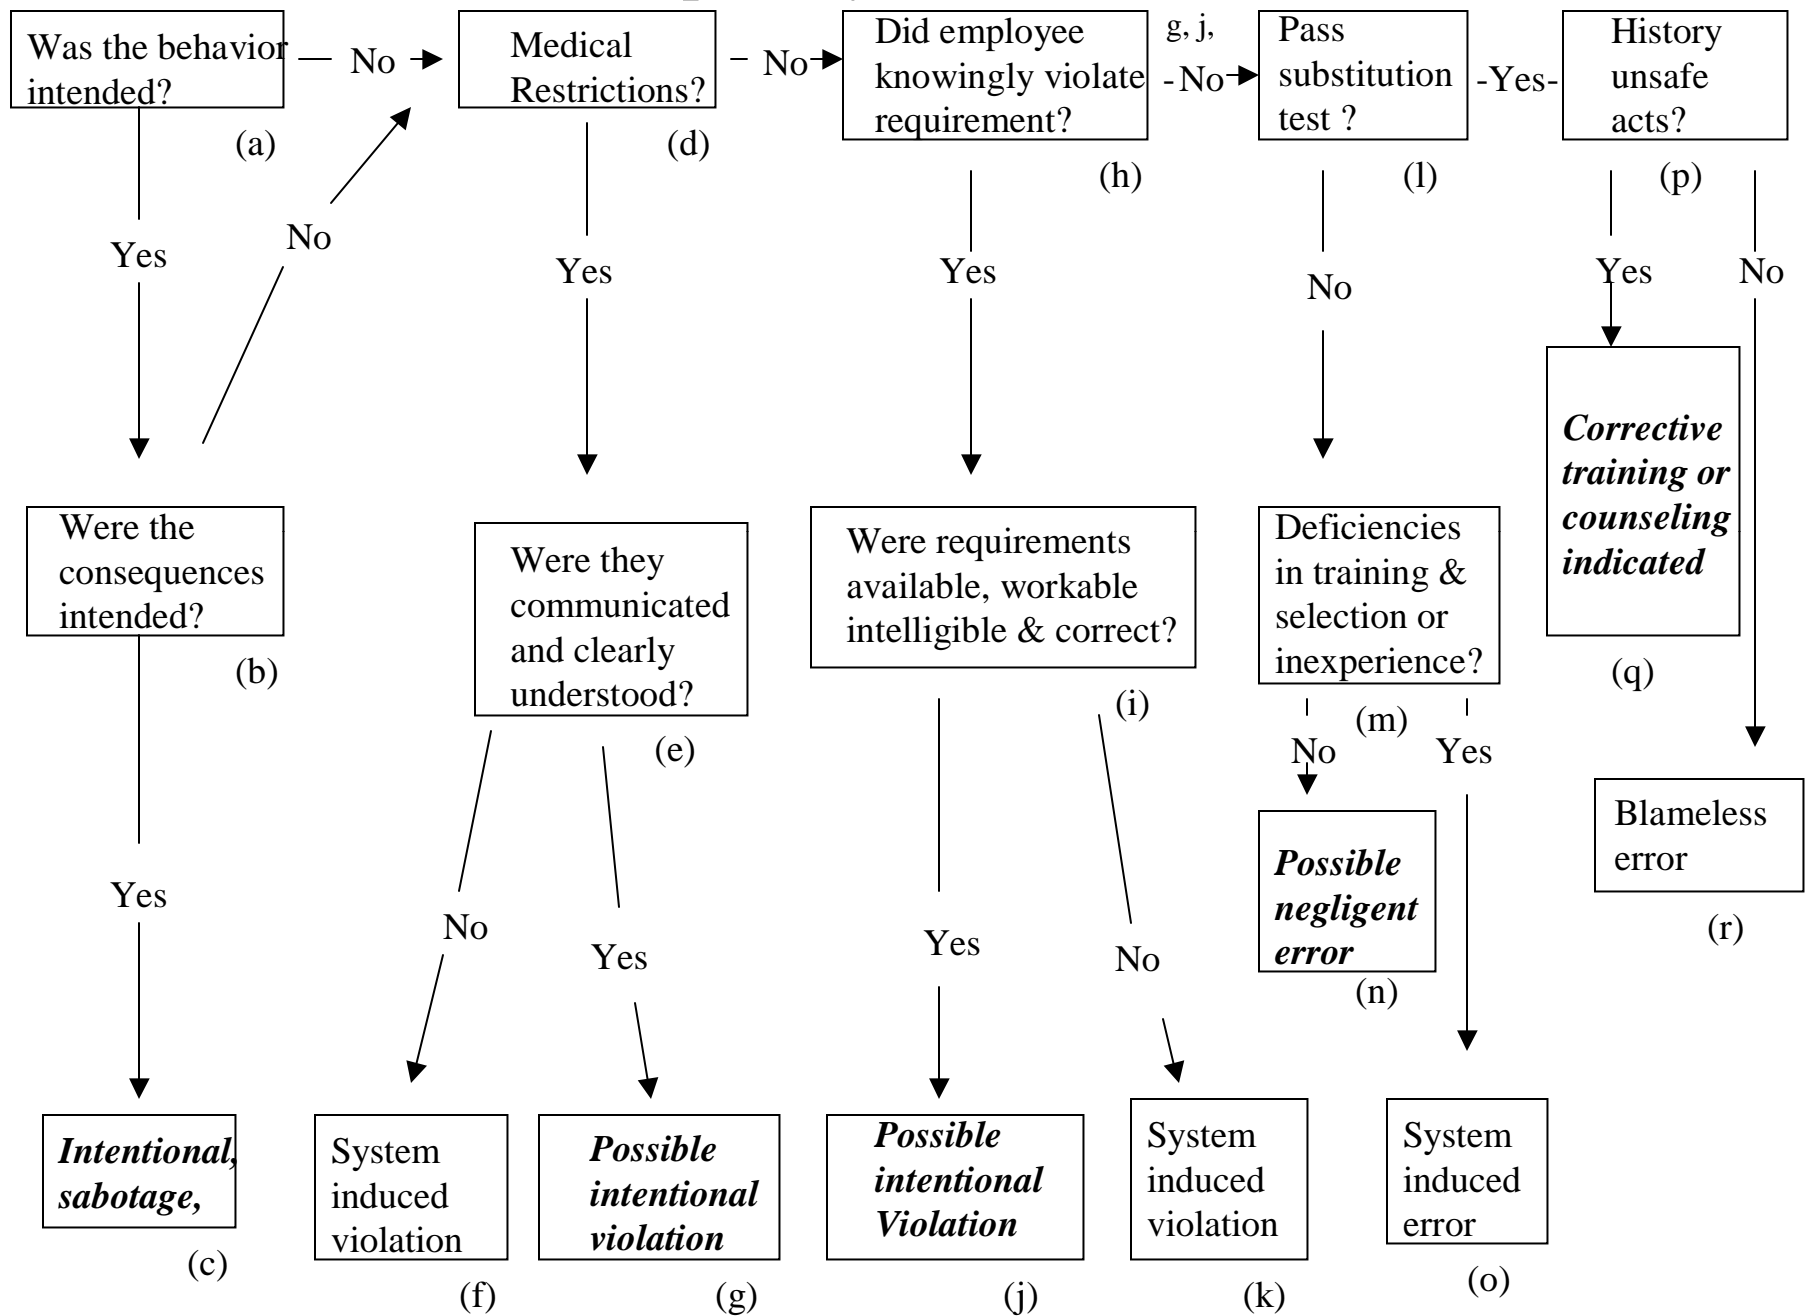 Was the behavior
intended?
(a)
No
Medical
Restrictions?
(d)
No
Did employee
knowingly violate
requirement?
(h)
g, j,
-No
Pass
substitution
test ?
(l)
-Yes-
History
unsafe
acts?
(p)
Yes
No
Yes
Yes
No
Yes
No
Were the
consequences
intended?
(b)
Were they
communicated
and clearly
understood?
(e)
Were requirements
available, workable
intelligible & correct?
(i)
Deficiencies
in training &
selection or
inexperience?
(m)
Corrective
training or
counseling
indicated
(q)
Yes
No
Yes
Yes
No
No
Yes
Possible
negligent
error
(n)
Blameless
error
(r)
Intentional,
sabotage,
(c)
System
induced
violation
(f)
Possible
intentional
violation
(g)
Possible
intentional
Violation
(j)
System
induced
violation
(k)
System
induced
error
(o)